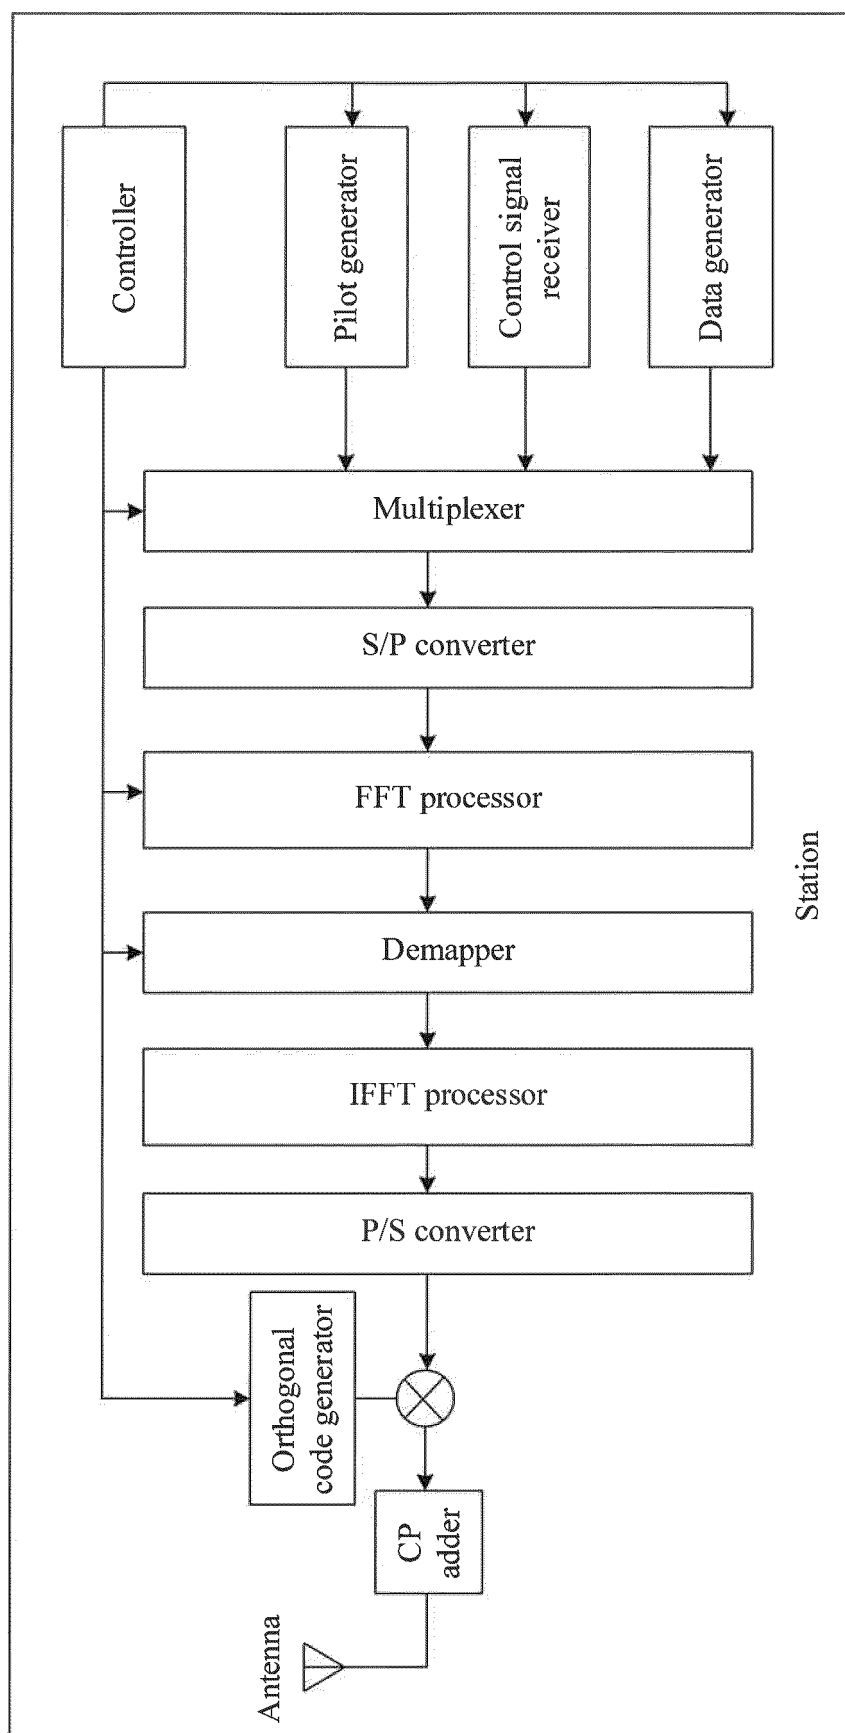 Controller
Pilot generator
Control signal
receiver
Data generator
Multiplexer
S/P converter
FFT processor
Demapper
IFFT processor
P/S converter
Orthogonal
code generator
CP
adder
Antenna
Station